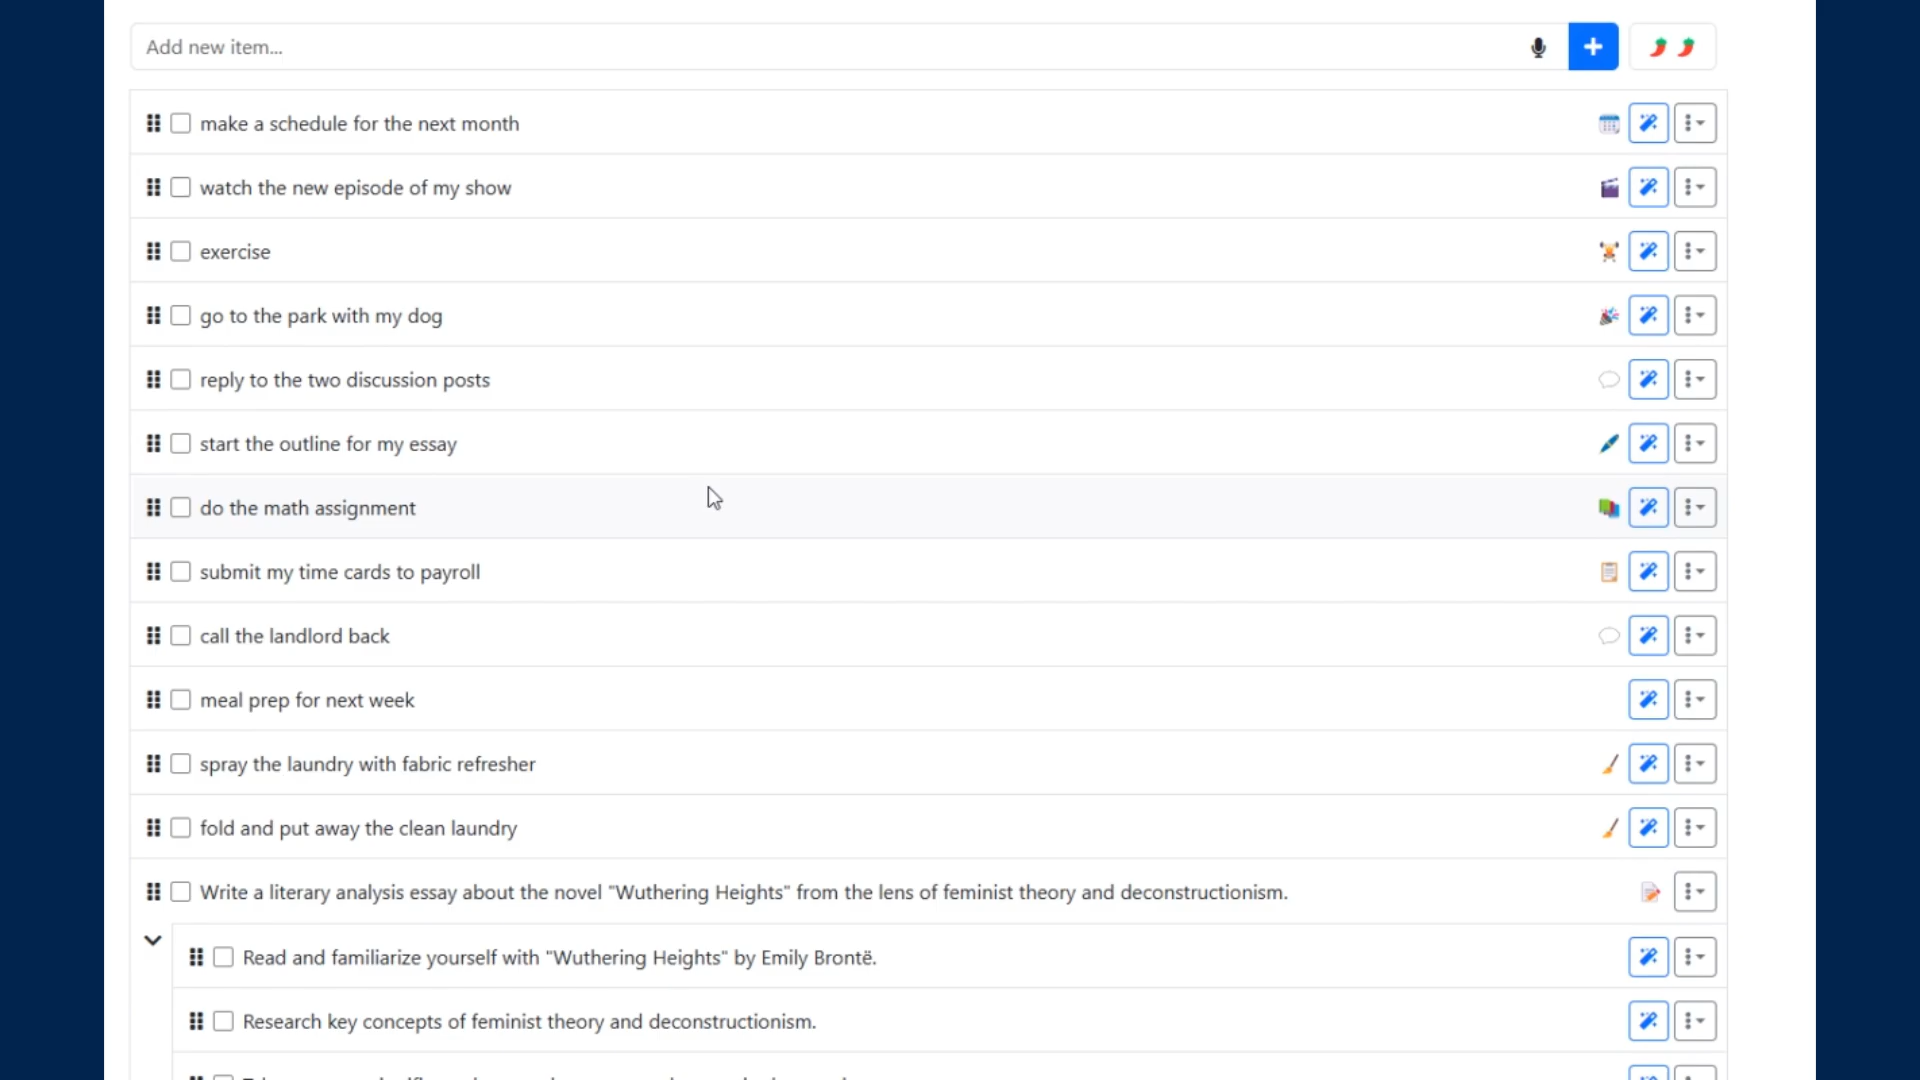 Add new item...
make a schedule for the next month
watch the new episode of my show
exercise
go to the park with my dog
reply to the two discussion posts
start the outline for my essay
do the math assignment
submit my time cards to payroll
call the landlord back
meal prep for next week
spray the laundry with fabric refresher
fold and put away the clean laundry
Write a literary analysis essay about the novel "Wuthering Heights" from the lens of feminist theory and deconstructionism.
Read and familiarize yourself with "Wuthering Heights" by Emily Brontë.
Research key concepts of feminist theory and deconstructionism.